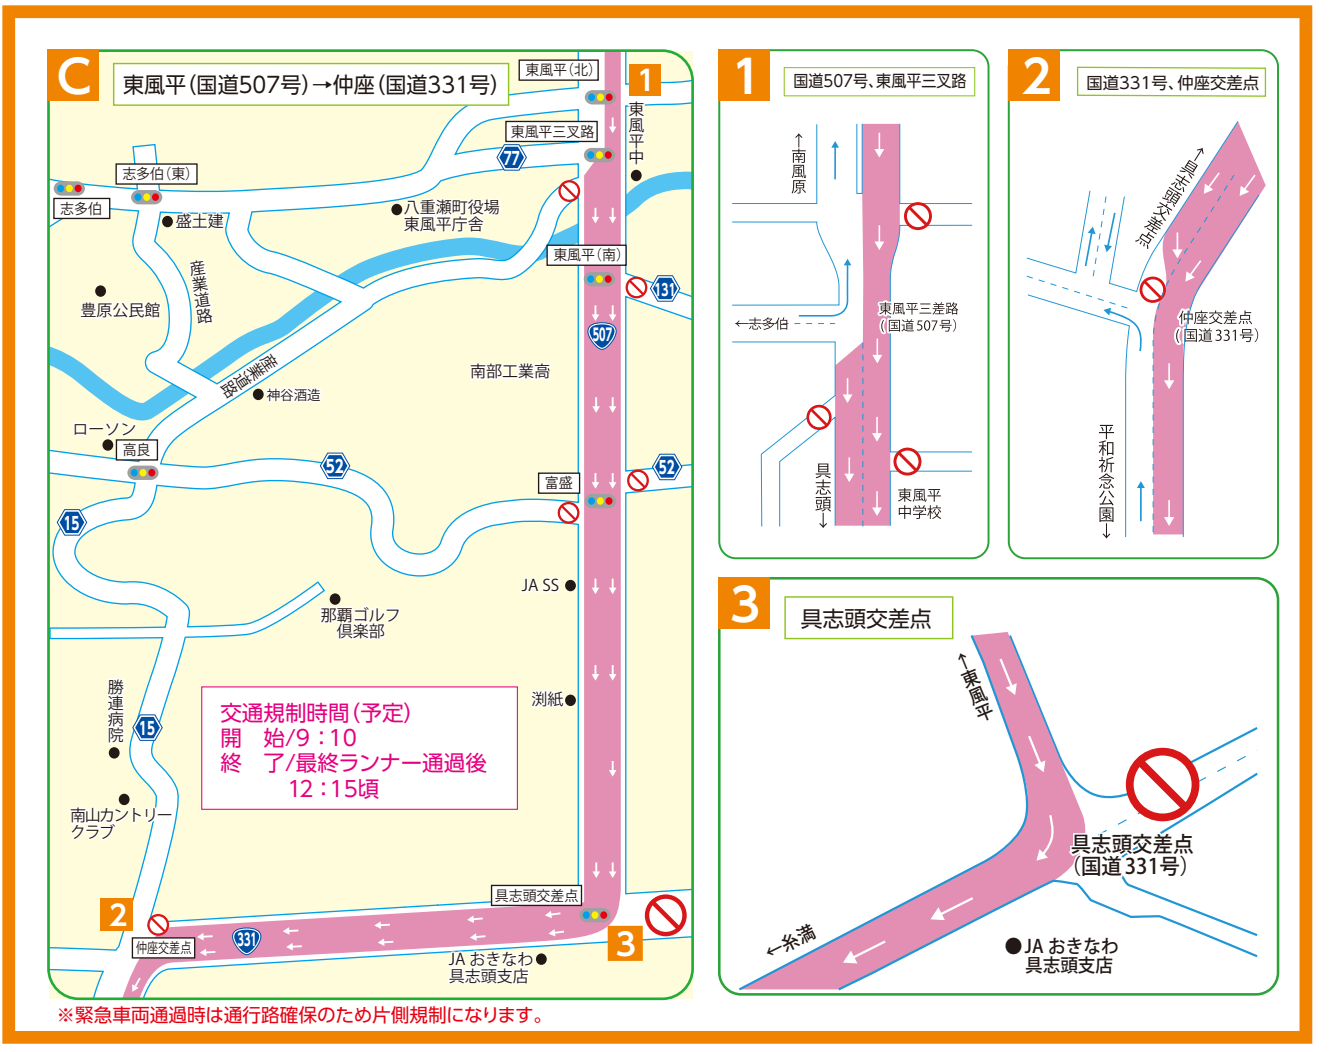 C
東風平(国道507号)→仲座(国道331号)
東風平(北)
1
東風平中
東風平三叉路
77
志多伯(東)
志多伯
盛土建
八重瀬町役場
東風平庁舎
東風平(南)
131
産業道路
豊原公民館
507
南部工業高
産業道路
神谷酒造
ローソン
高良
52
富盛
52
15
JA SS
那覇ゴルフ
倶楽部
渕紙
勝連病院
15
交通規制時間(予定)
開 始/9:10
終 了/最終ランナー通過後
12:15頃
南山カントリー
クラブ
具志頭交差点
2
仲座交差点
331
3
JA おきなわ
具志頭支店
※緊急車両通過時は通行路確保のため片側規制になります。
1
国道507号、東風平三叉路
←南風原
←志多伯
東風平三差路
(国道507号)
具志頭→
東風平
中学校
2
国道331号、仲座交差点
←具志頭交差点
仲座交差点
(国道331号)
平和祈念公園→
3
具志頭交差点
←東風平
具志頭交差点
(国道331号)
←糸満
JA おきなわ
具志頭支店